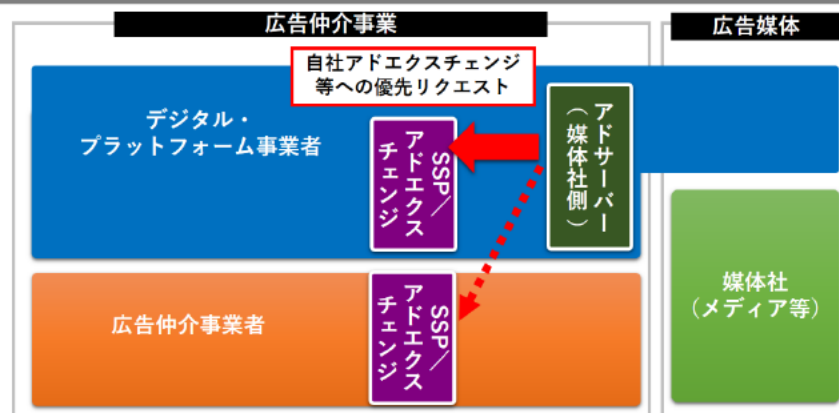 広告仲介事業
広告媒体
自社アドエクスチェンジ
等への優先リクエスト
デジタル・
プラットフォーム事業者
SSP/
アドエクス
チェンジ
アドサーバー
(媒体社側)
広告仲介事業者
SSP/
アドエクス
チェンジ
媒体社
(メディア等)